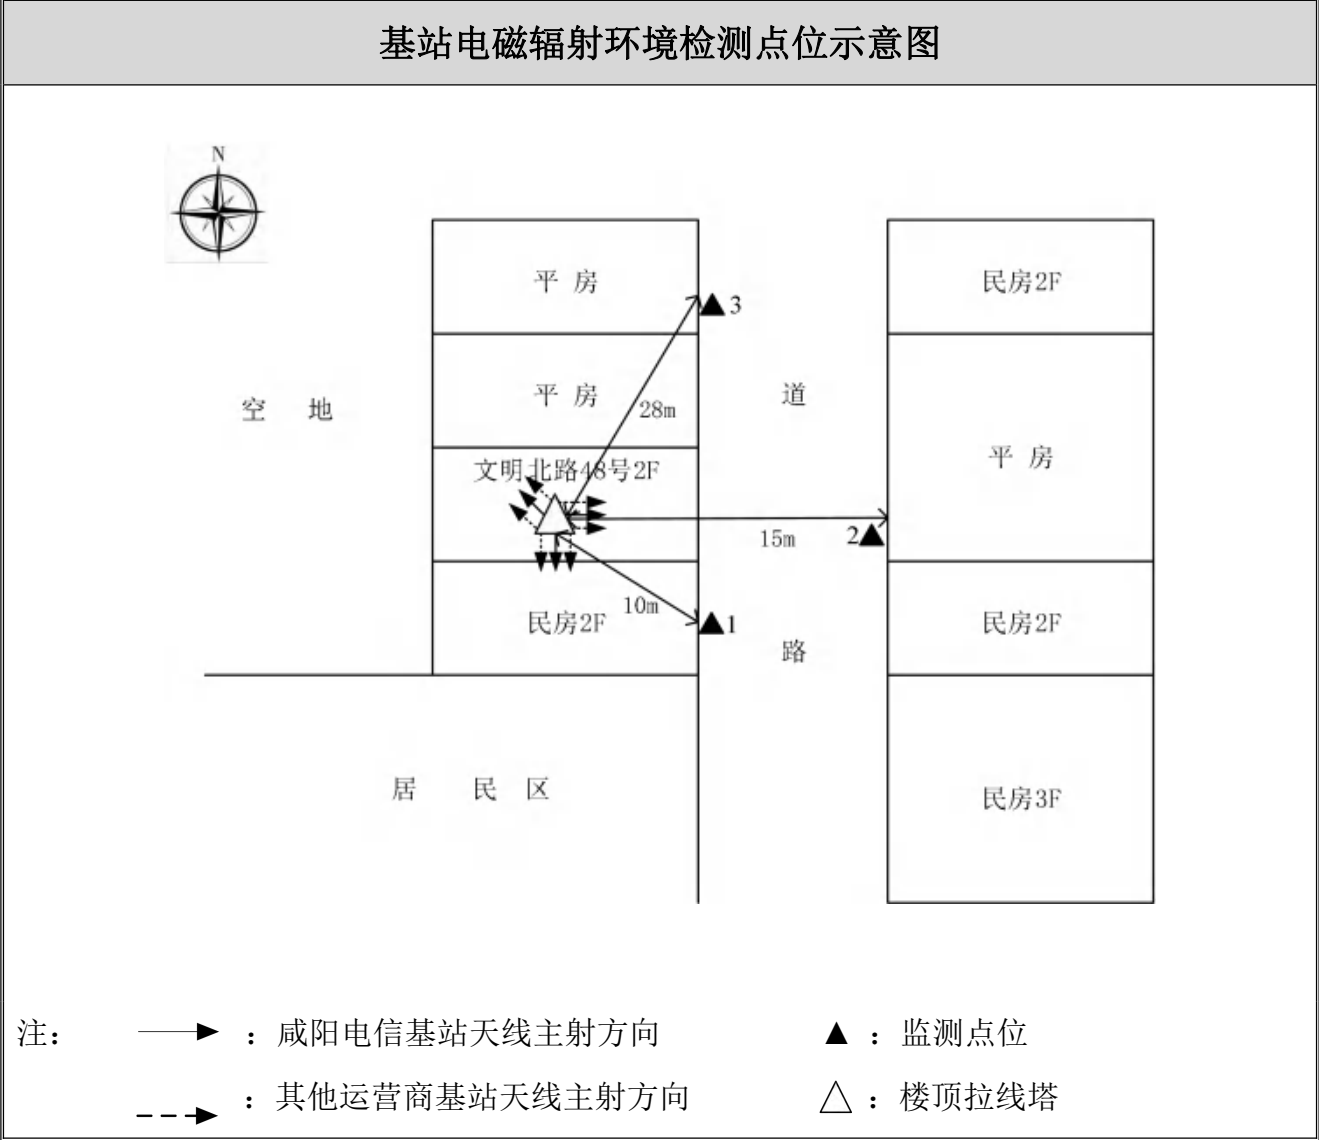 基站电磁辐射环境检测点位示意图
N
平 房
民房2F
3
平 房
28m
道
空 地
平 房
文明北路48号2F
15m
2
10m
民房2F
1
民房2F
路
居 民 区
民房3F
注：
：咸阳电信基站天线主射方向
：监测点位
：其他运营商基站天线主射方向
：楼顶拉线塔